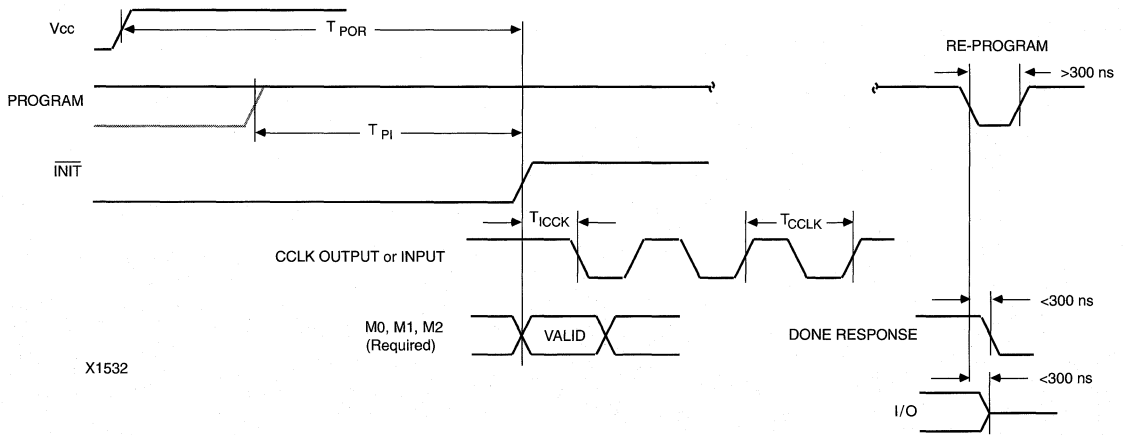 Vcc
T POR
RE-PROGRAM
>300 ns
PROGRAM
T PI
INIT
T ICCK
T CCLK
CCLK OUTPUT or INPUT
<300 ns
M0, M1, M2
(Required)
VALID
DONE RESPONSE
X1532
<300 ns
I/O